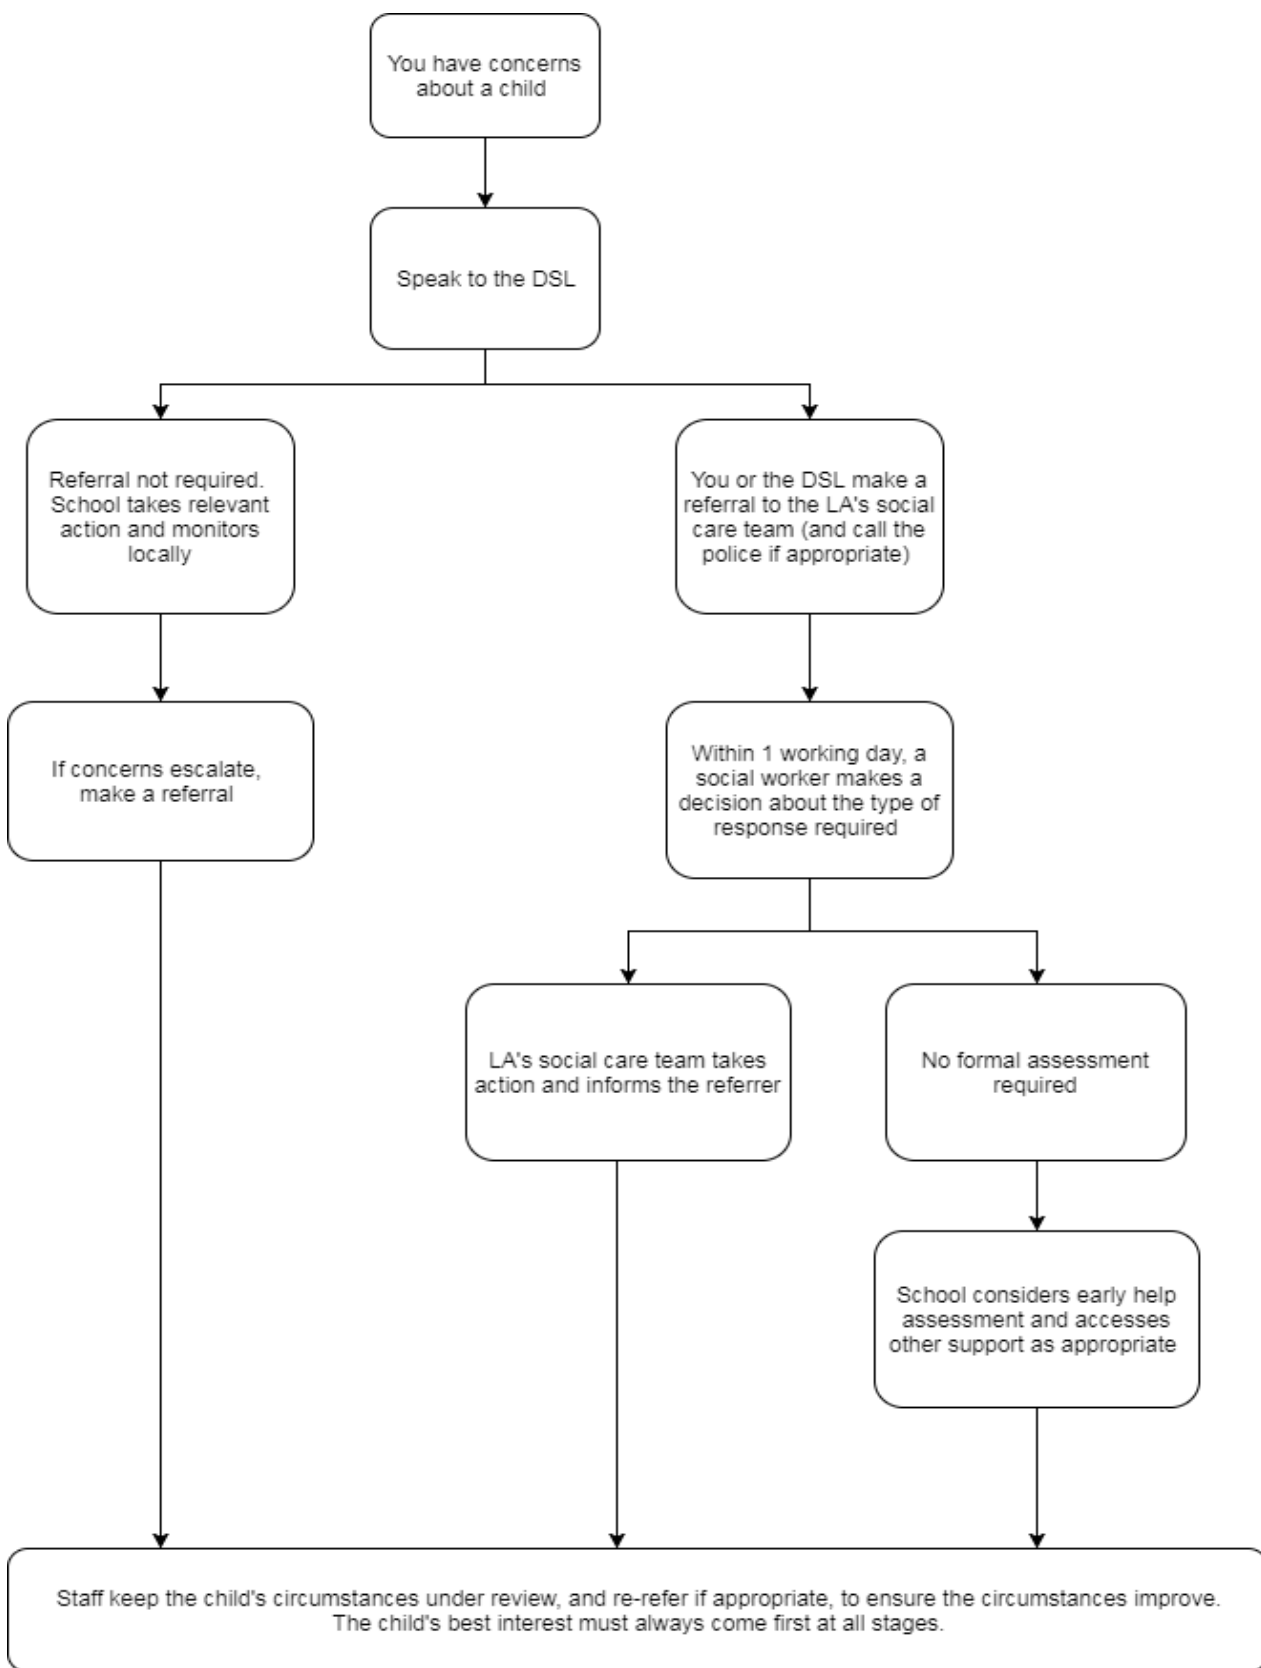 You have concerns
about a child
Speak to the DSL
Referral not required.
School takes relevant
action and monitors
locally
You or the DSL make a
referral to the LA's social
care team (and call the
police if appropriate)
If concerns escalate,
make a referral
Within 1 working day, a
social worker makes a
decision about the type of
response required
LA's social care team takes
action and informs the referrer
No formal assessment
required
School considers early help
assessment and accesses
other support as appropriate
Staff keep the child's circumstances under review, and re-refer if appropriate, to ensure the circumstances improve.
The child's best interest must always come first at all stages.